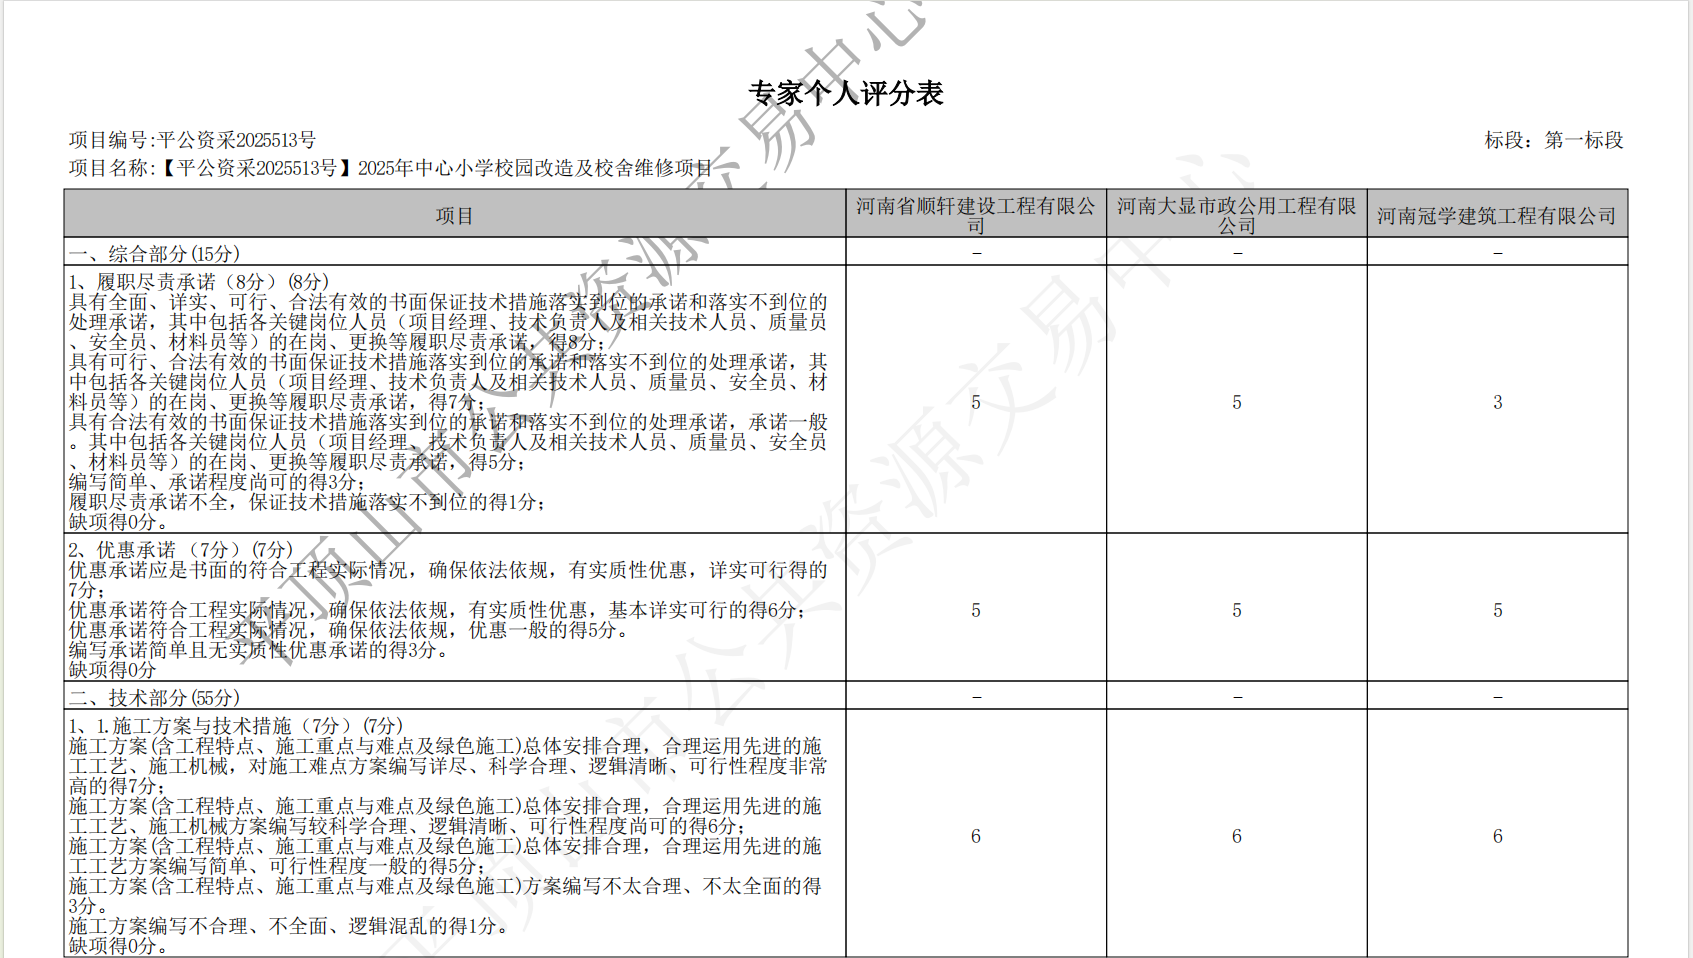 专家个人评分表
项目编号:平公资采2025513号
标段：第一标段
项目名称:【平公资采2025513号】2025年中心小学校园改造及校舍维修项目
项目
河南省顺轩建设工程有限公
司
河南大显市政公用工程有限
公司
河南冠学建筑工程有限公司
一、综合部分(15分)
—
—
—
1、履职尽责承诺（8分）(8分)
具有全面、详实、可行、合法有效的书面保证技术措施落实到位的承诺和落实不到位的
处理承诺，其中包括各关键岗位人员（项目经理、技术负责人及相关技术人员、质量员
、安全员、材料员等）的在岗、更换等履职尽责承诺，得8分；
具有可行、合法有效的书面保证技术措施落实到位的承诺和落实不到位的处理承诺，其
中包括各关键岗位人员（项目经理、技术负责人及相关技术人员、质量员、安全员、材
料员等）的在岗、更换等履职尽责承诺，得7分；
具有合法有效的书面保证技术措施落实到位的承诺和落实不到位的处理承诺，承诺一般
。其中包括各关键岗位人员（项目经理、技术负责人及相关技术人员、质量员、安全员
、材料员等）的在岗、更换等履职尽责承诺，得5分；
编写简单、承诺程度尚可的得3分；
履职尽责承诺不全，保证技术措施落实不到位的得1分；
缺项得0分。
5
5
3
2、优惠承诺 （7分）(7分)
优惠承诺应是书面的符合工程实际情况，确保依法依规，有实质性优惠，详实可行得的
7分；
优惠承诺符合工程实际情况，确保依法依规，有实质性优惠，基本详实可行的得6分；
优惠承诺符合工程实际情况，确保依法依规，优惠一般的得5分。
编写承诺简单且无实质性优惠承诺的得3分。
缺项得0分
5
5
5
二、技术部分(55分)
—
—
—
1、1.施工方案与技术措施（7分）(7分)
施工方案(含工程特点、施工重点与难点及绿色施工)总体安排合理，合理运用先进的施
工工艺、施工机械，对施工难点方案编写详尽、科学合理、逻辑清晰、可行性程度非常
高的得7分；
施工方案(含工程特点、施工重点与难点及绿色施工)总体安排合理，合理运用先进的施
工工艺、施工机械方案编写较科学合理、逻辑清晰、可行性程度尚可的得6分；
施工方案(含工程特点、施工重点与难点及绿色施工)总体安排合理，合理运用先进的施
工工艺方案编写简单、可行性程度一般的得5分；
施工方案(含工程特点、施工重点与难点及绿色施工)方案编写不太合理、不太全面的得
3分。
施工方案编写不合理、不全面、逻辑混乱的得1分。
缺项得0分。
6
6
6
平顶山市公共资源交易中心
平顶山市公共资源交易中心